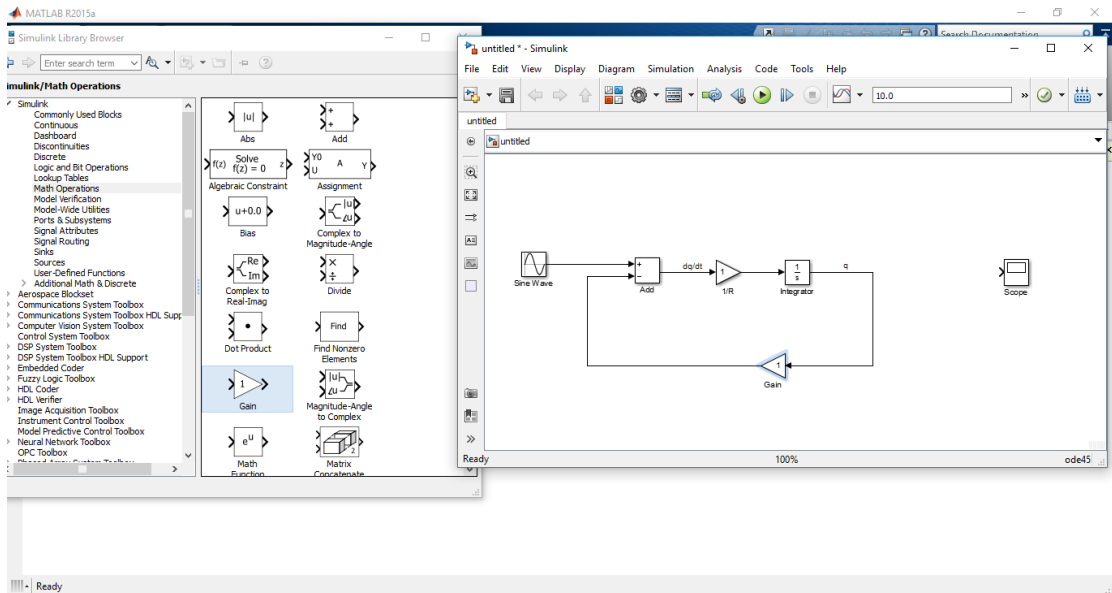 MATLAB R2015a
Simulink Library Browser
Enter search term
Simulink/Math Operations
Simulink
Commonly Used Blocks
Continuous
Dashboard
Discontinuities
Discrete
Logic and Bit Operations
Lookup Tables
Math Operations
Model Verification
Model-Wide Utilities
Ports & Subsystems
Signal Attributes
Signal Routing
Sinks
Sources
User-Defined Functions
Additional Math & Discrete
Aerospace Blockset
Communications System Toolbox
Communications System Toolbox HDL Supp
Computer Vision System Toolbox
Control System Toolbox
DSP System Toolbox
DSP System Toolbox HDL Support
Embedded Coder
Fuzzy Logic Toolbox
HDL Coder
HDL Verifier
Image Acquisition Toolbox
Instrument Control Toolbox
Model Predictive Control Toolbox
Neural Network Toolbox
OPC Toolbox
|u|
Abs
+
+
Add
f(z) Solve f(z) = 0 z
Algebraic Constraint
Y0
U A Y
Assignment
u+0.0
Bias
|u|
∠u
Complex to
Magnitude-Angle
Re
Im
Complex to
Real-Imag
×
÷
Divide
Dot Product
Find
Find Nonzero
Elements
1
Gain
|u|
∠u
Magnitude-Angle
to Complex
e^u
Math
Function
2
Matrix
Concatenate
Search Documentation
untitled * - Simulink
File Edit View Display Diagram Simulation Analysis Code Tools Help
10.0
untitled
untitled
Sine Wave
+
−
Add
dq/dt
1
1/R
1
s
Integrator
q
Scope
1
Gain
Ready 100% ode45
Ready